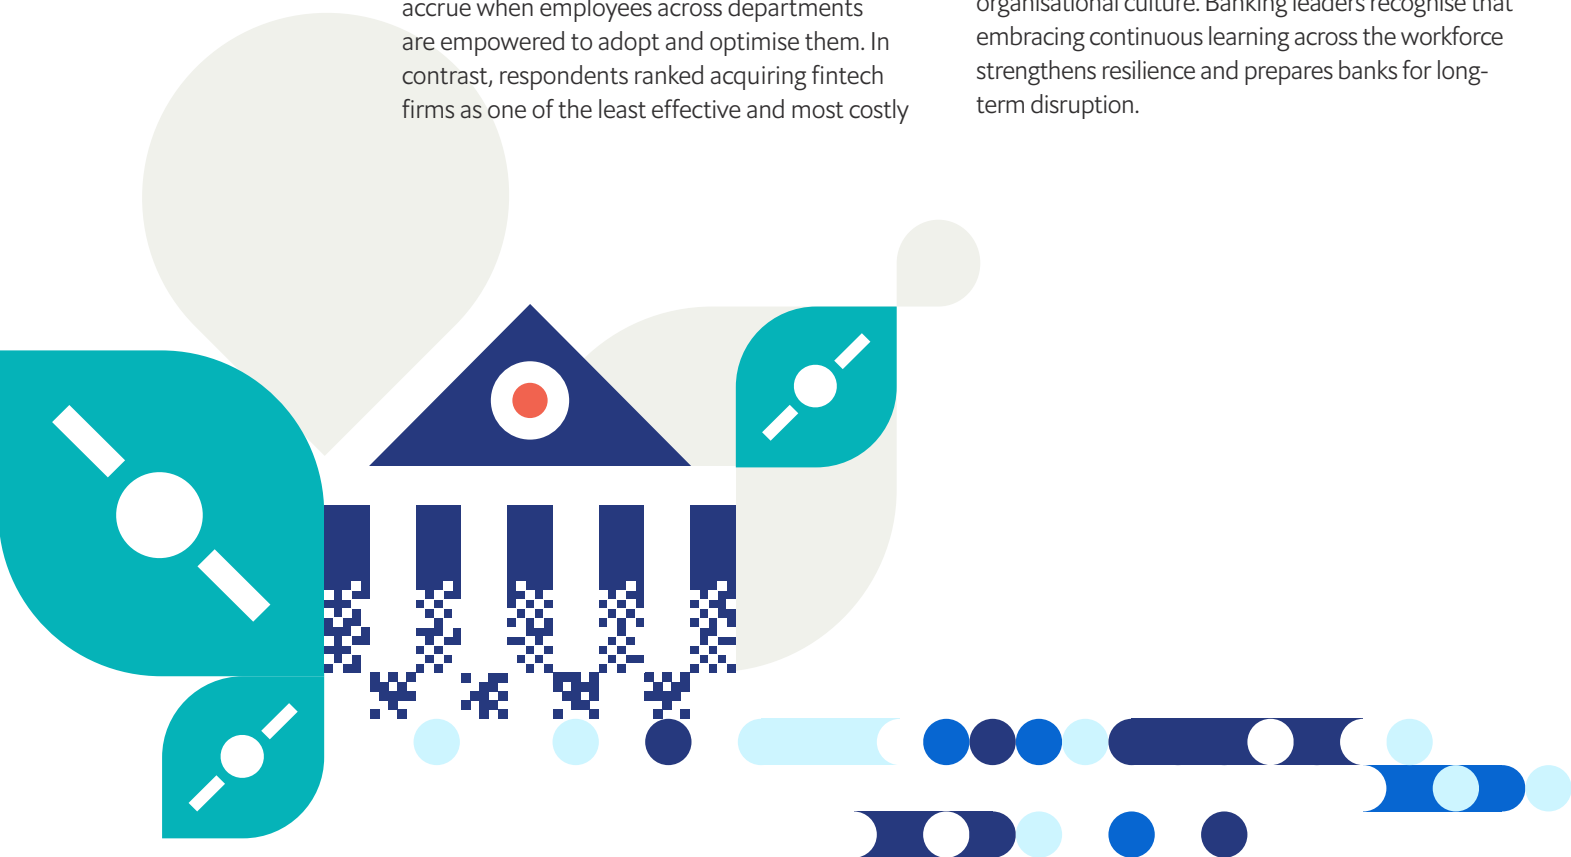 accrue when employees across departments
are empowered to adopt and optimise them. In
contrast, respondents ranked acquiring fintech
firms as one of the least effective and most costly
organisational culture. Banking leaders recognise that
embracing continuous learning across the workforce
strengthens resilience and prepares banks for long-
term disruption.